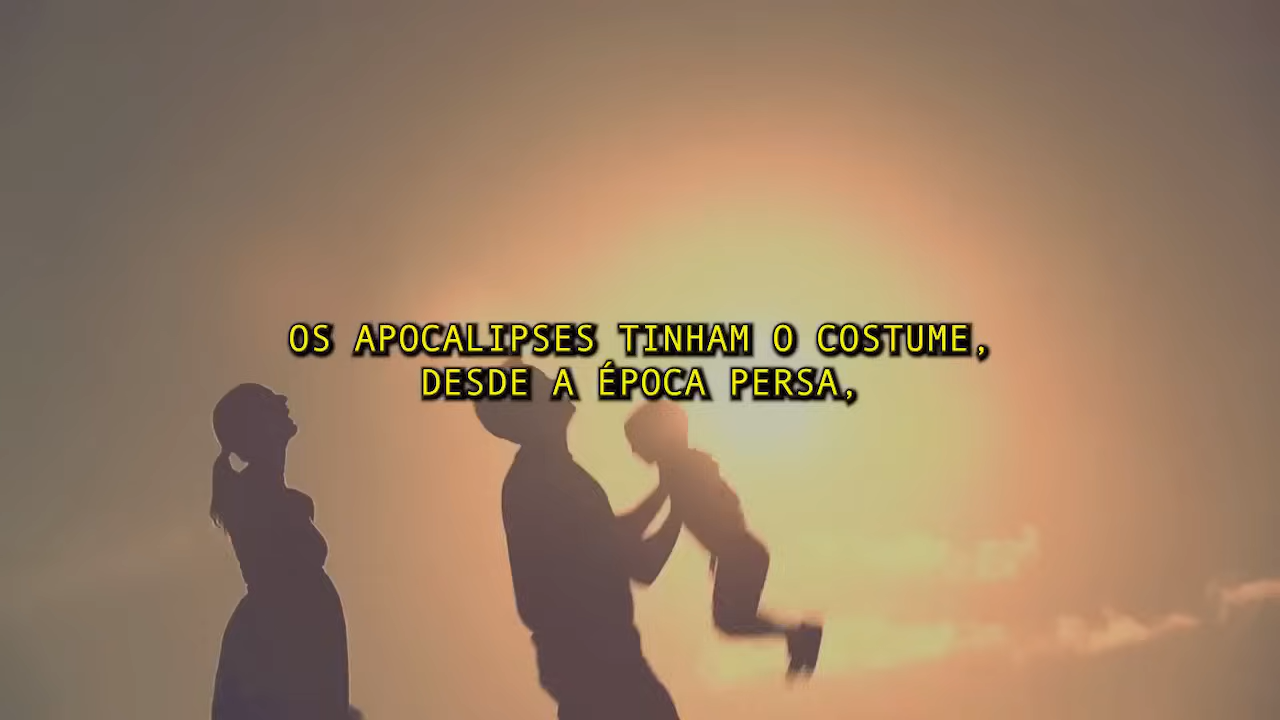 OS APOCALIPSES TINHAM O COSTUME,
DESDE A ÉPOCA PERSA,